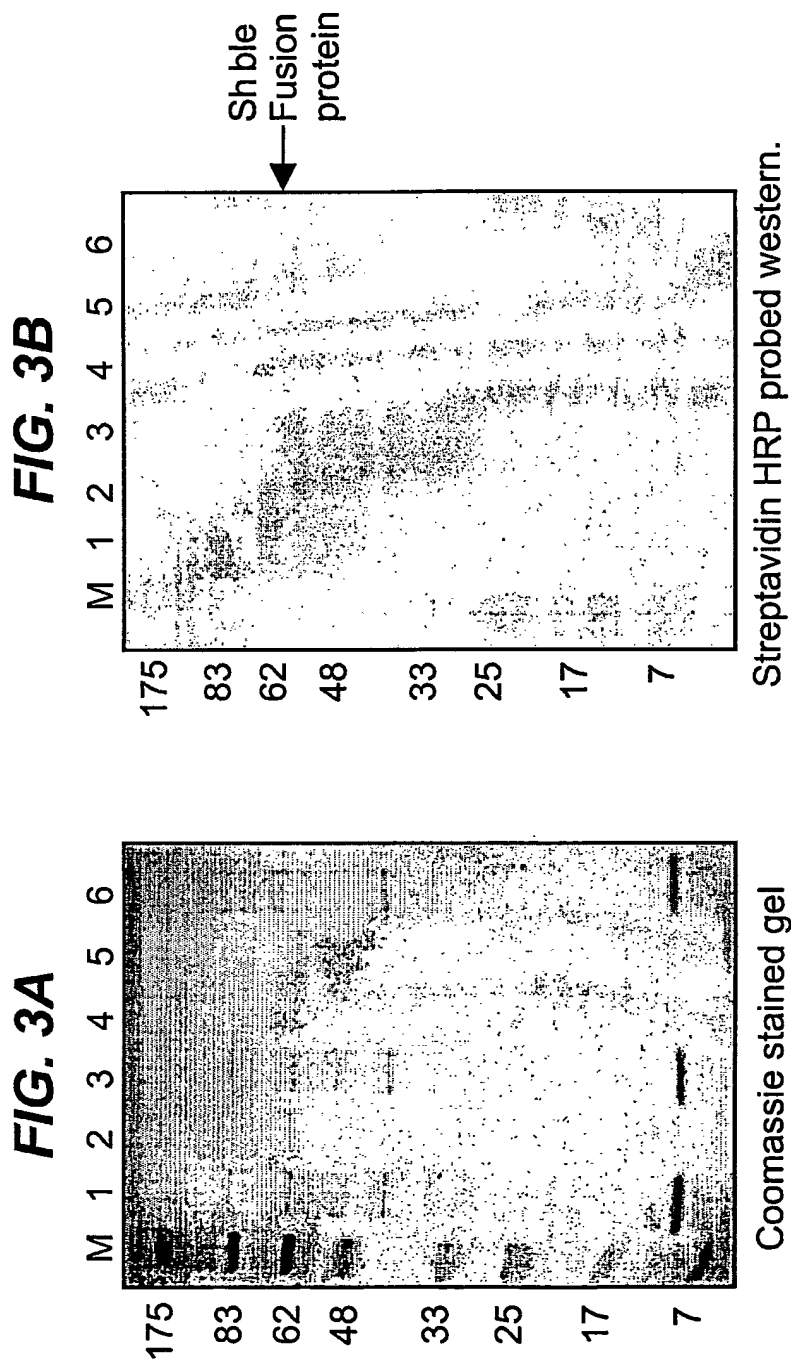 FIG. 3A
M 1 2 3 4 5 6
175
83
62
48
33
25
17
7
Coomassie stained gel
FIG. 3B
M 1 2 3 4 5 6
175
83
62
48
33
25
17
7
Sh ble
Fusion
protein
Streptavidin HRP probed western.